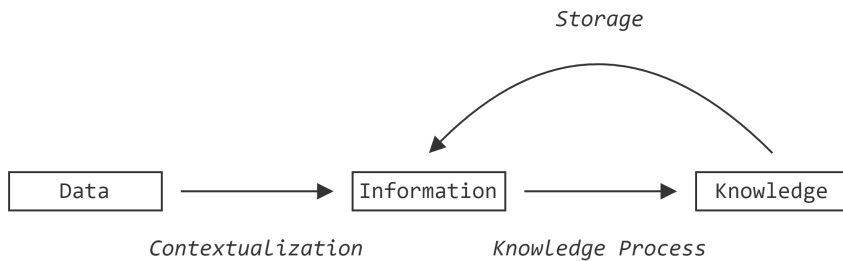 Storage
Data
Information
Knowledge
Contextualization
Knowledge Process